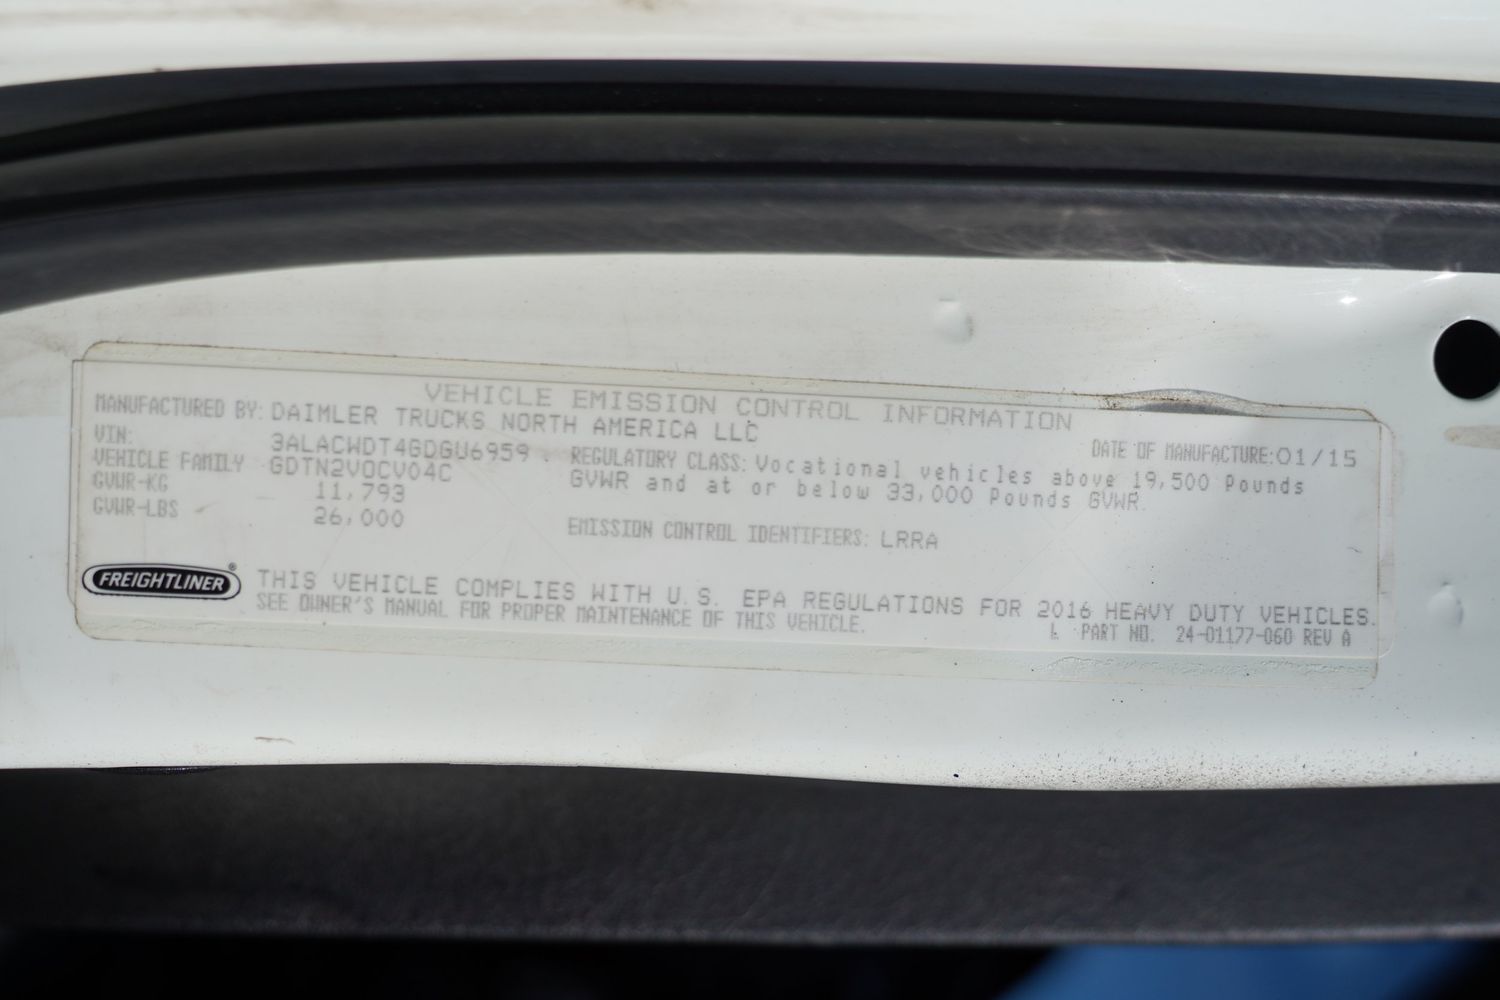 VEHICLE EMISSION CONTROL INFORMATION
MANUFACTURED BY: DAIMLER TRUCKS NORTH AMERICA LLC
DATE OF MANUFACTURE: 01/15
VIN: 3ALACWDT4GDGU6959
VEHICLE FAMILY GDTN2VOCV04C
GVWR-KG 11,793
GVWR-LBS 26,000
REGULATORY CLASS: Vocational vehicles above 19,500 Pounds
GVWR and at or below 33,000 Pounds GVWR.
EMISSION CONTROL IDENTIFIERS: LRRA
FREIGHTLINER®
THIS VEHICLE COMPLIES WITH U.S. EPA REGULATIONS FOR 2016 HEAVY DUTY VEHICLES.
SEE OWNER'S MANUAL FOR PROPER MAINTENANCE OF THIS VEHICLE.
L PART NO. 24-01177-060 REV A